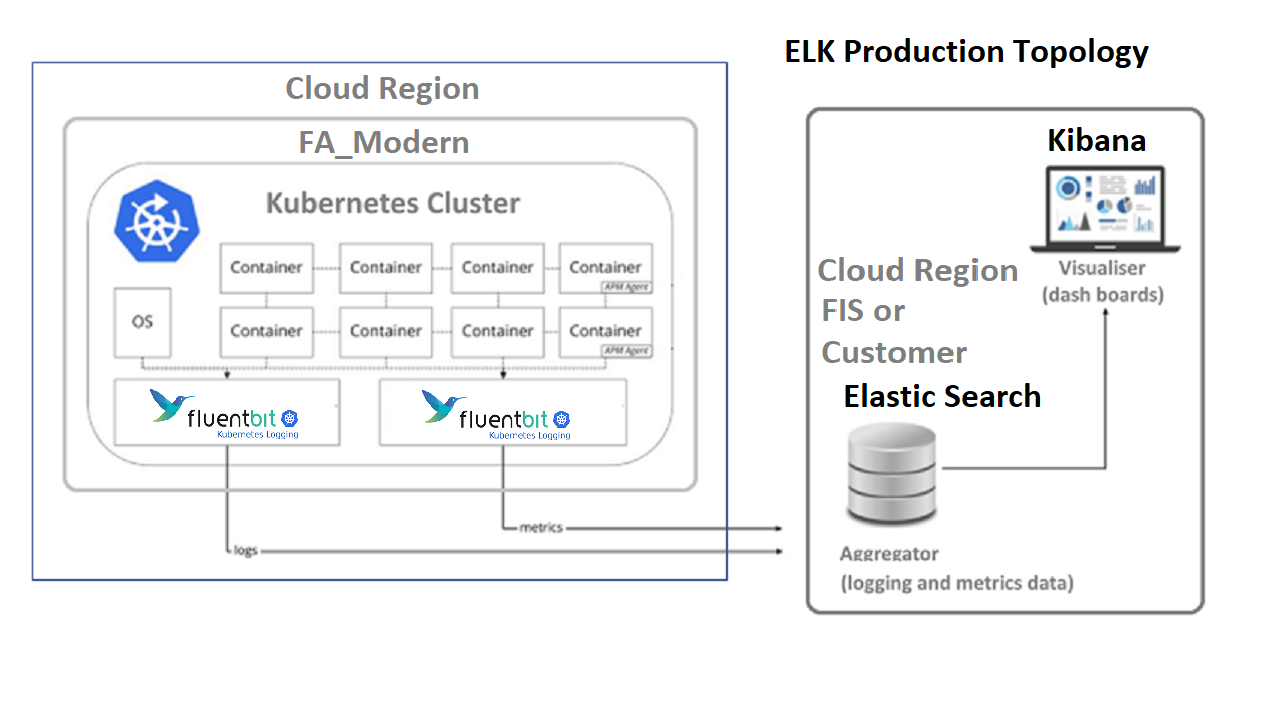 ELK Production Topology
Cloud Region
FA_Modern
Kubernetes Cluster
Container Container Container Container
APM Agent
OS
Container Container Container Container
APM Agent
fluentbit
Kubernetes Logging
fluentbit
Kubernetes Logging
metrics
logs
Kibana
Visualiser
(dash boards)
Cloud Region
FIS or
Customer
Elastic Search
Aggregator
(logging and metrics data)